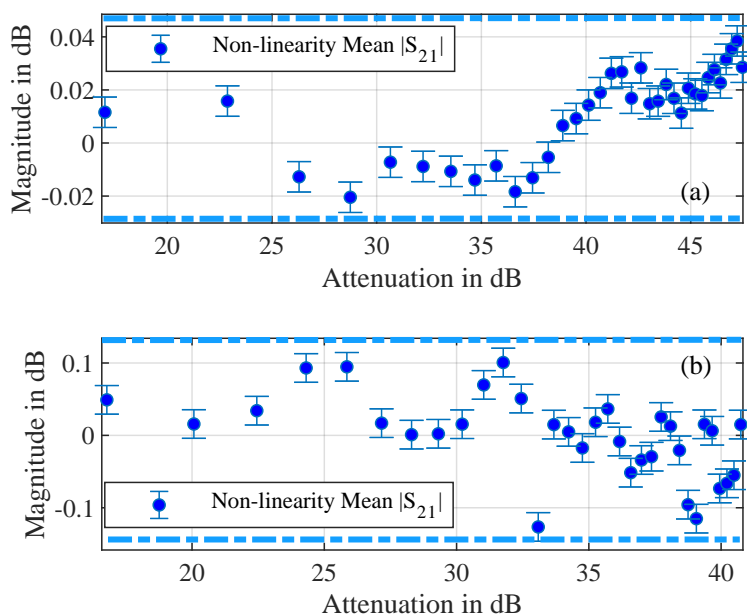 0.04
Non-linearity Mean |S21|
0.02
0
-0.02
(a)
Magnitude in dB
20 25 30 35 40 45
Attenuation in dB
(b)
0.1
0
Non-linearity Mean |S21|
-0.1
Magnitude in dB
20 25 30 35 40
Attenuation in dB